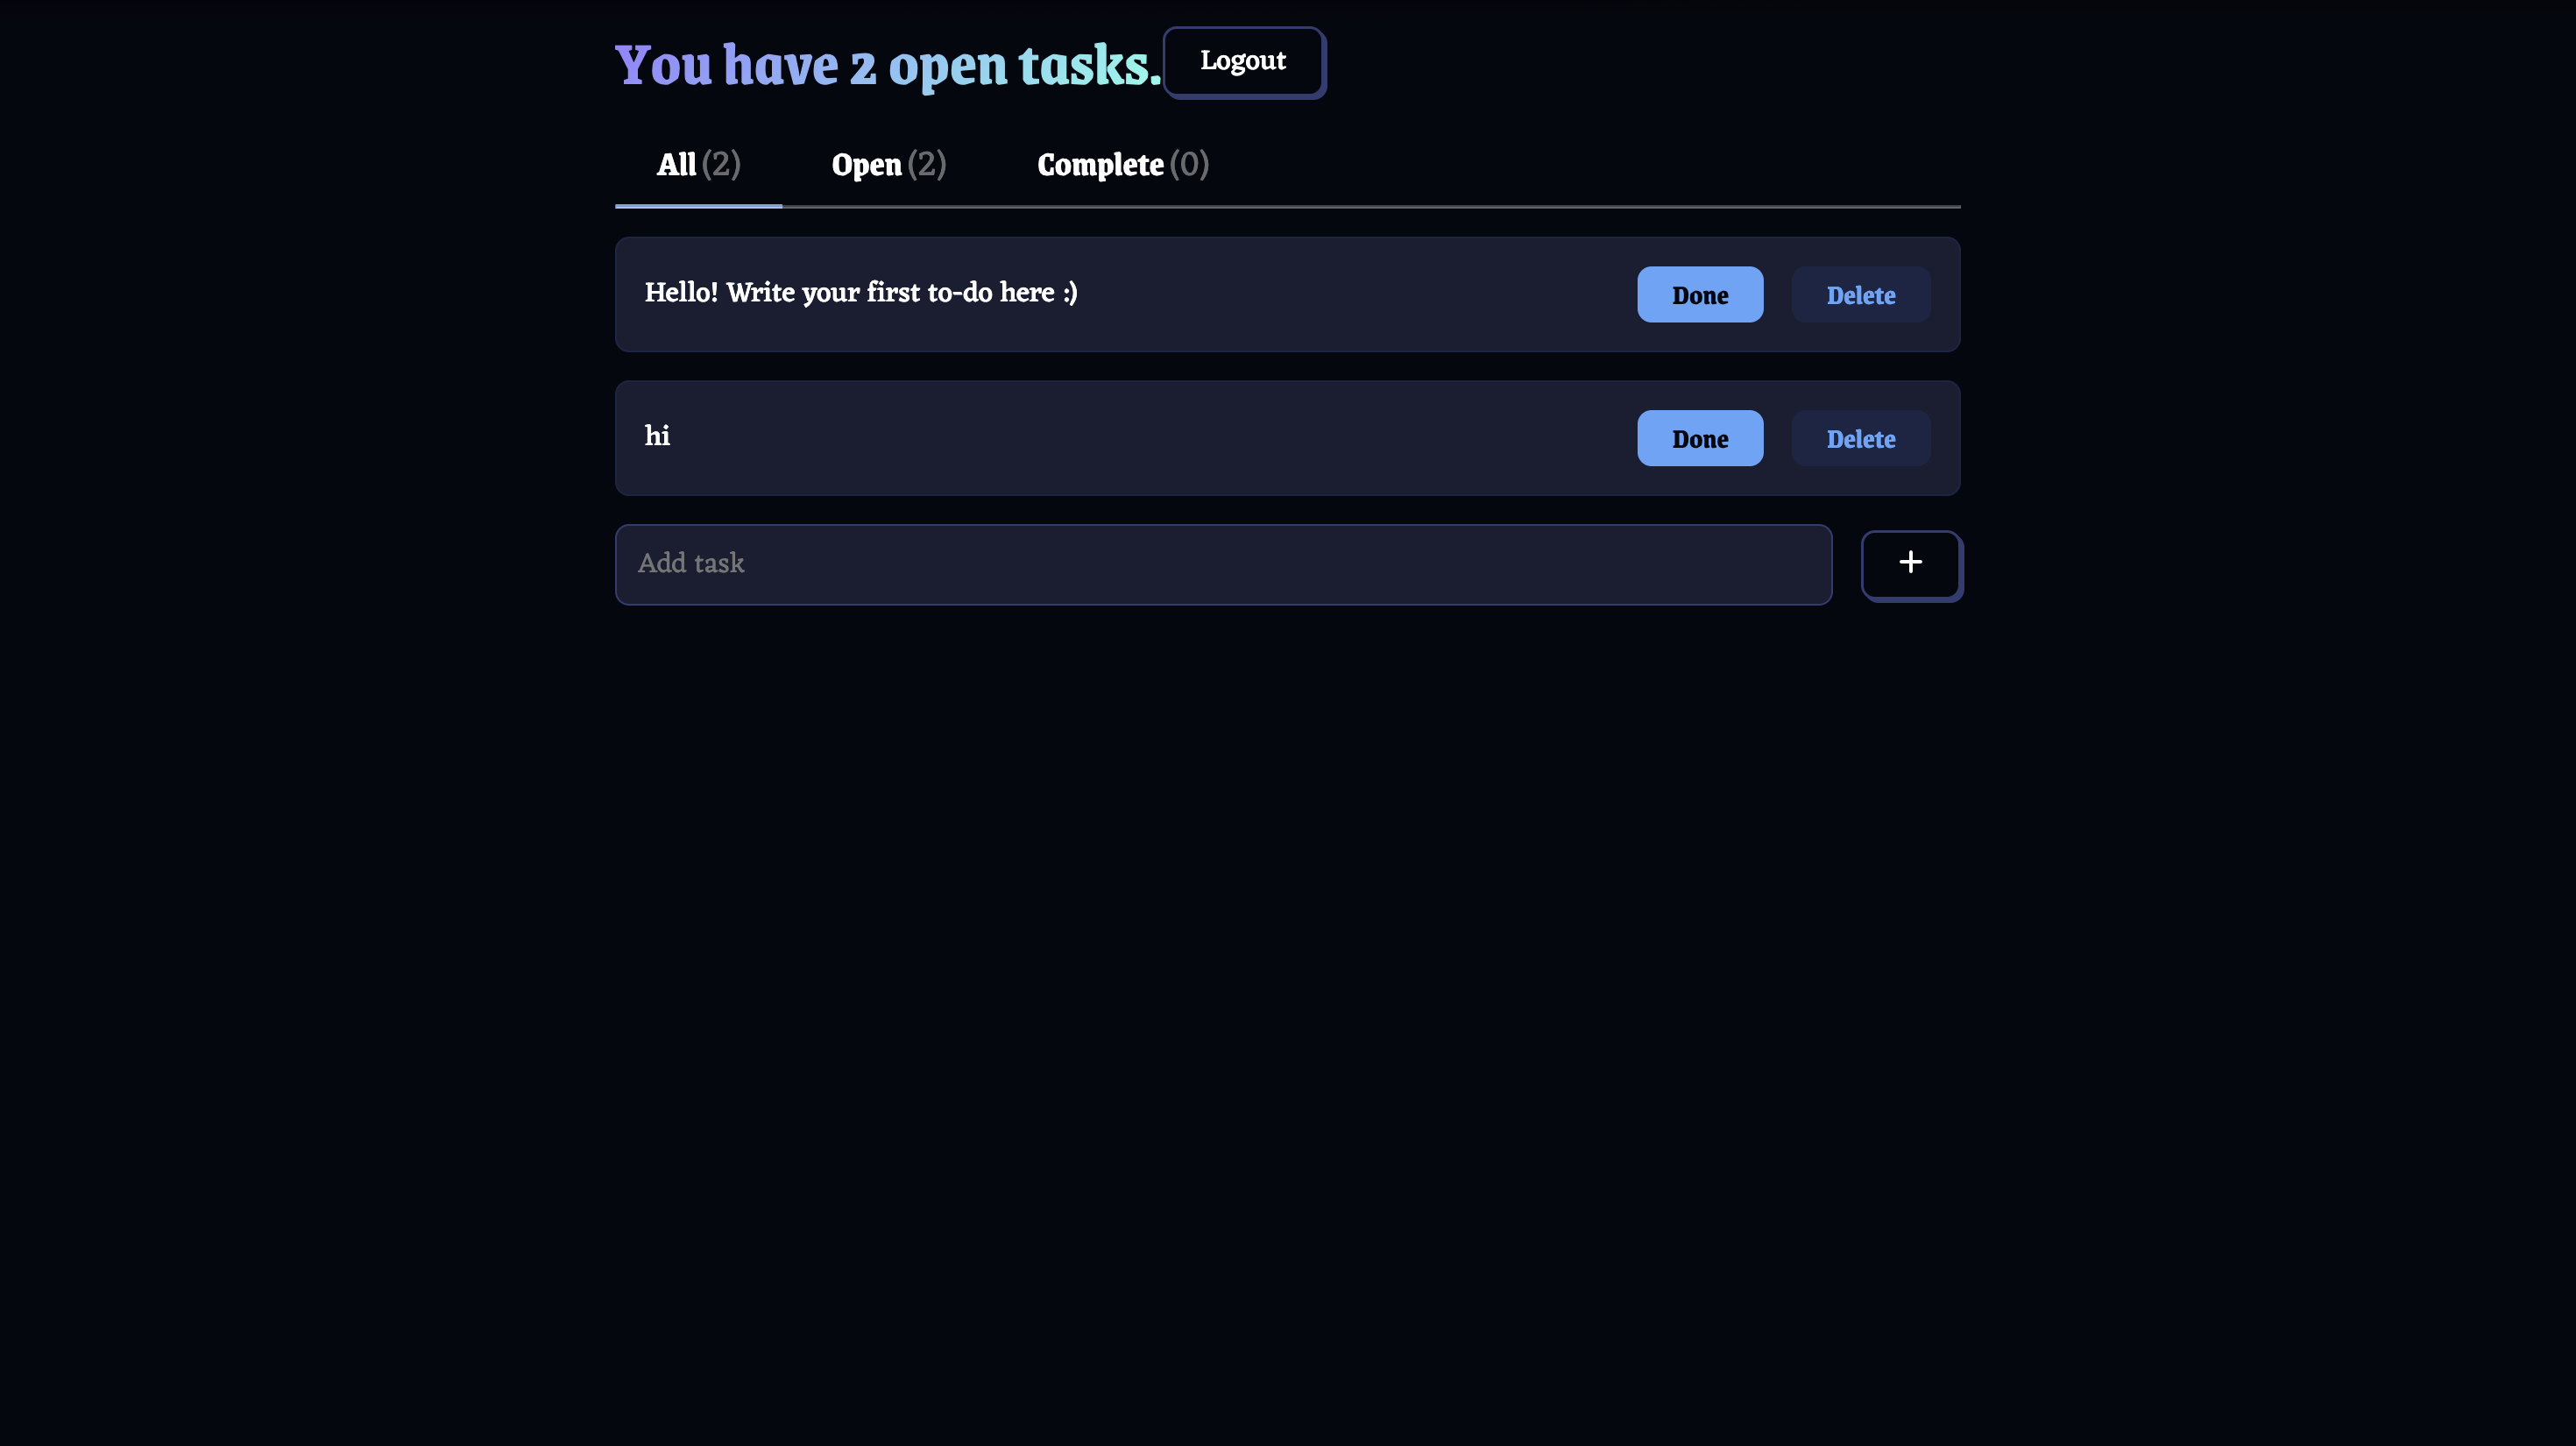 You have 2 open tasks. Logout
All (2) Open (2) Complete (0)
Hello! Write your first to-do here :) Done Delete
hi Done Delete
Add task +